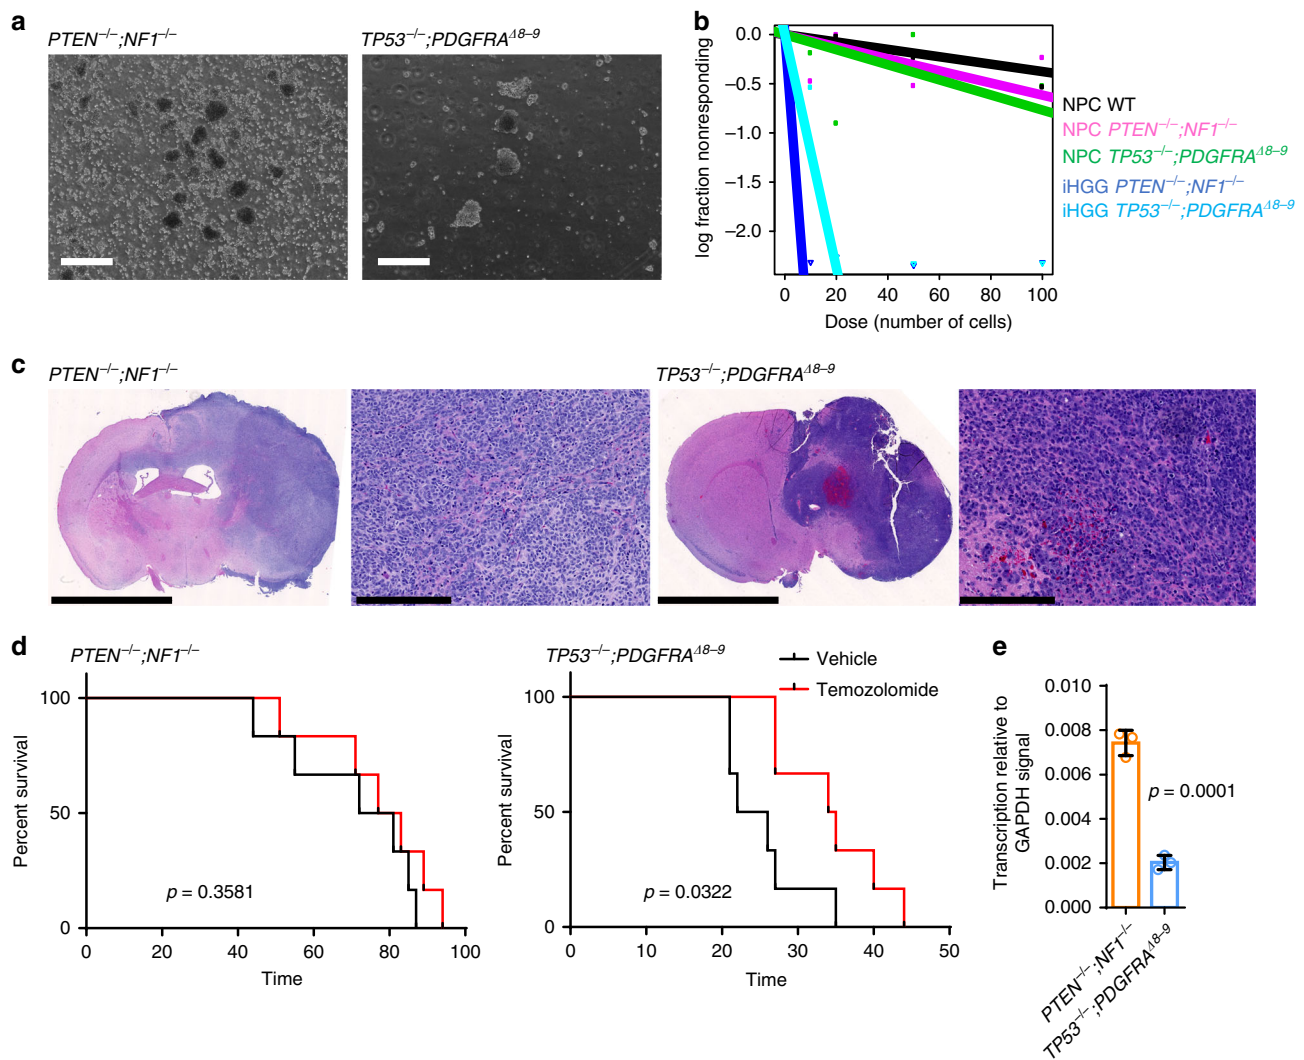 a
PTEN–/–;NF1–/–
TP53–/–;PDGFRAΔ8–9
b
0.0
–0.5
–1.0
–1.5
–2.0
log fraction nonresponding
0 20 40 60 80 100
Dose (number of cells)
NPC WT
NPC PTEN–/–;NF1–/–
NPC TP53–/–;PDGFRAΔ8–9
iHGG PTEN–/–;NF1–/–
iHGG TP53–/–;PDGFRAΔ8–9
c
PTEN–/–;NF1–/–
TP53–/–;PDGFRAΔ8–9
d
PTEN–/–;NF1–/–
100
50
0
Percent survival
p = 0.3581
0 20 40 60 80 100
Time
TP53–/–;PDGFRAΔ8–9
Vehicle
Temozolomide
100
50
0
Percent survival
p = 0.0322
0 10 20 30 40 50
Time
e
0.010
0.008
0.006
0.004
0.002
0.000
Transcription relative to
GAPDH signal
p = 0.0001
PTEN–/–;NF1–/–
TP53–/–;PDGFRAΔ8–9